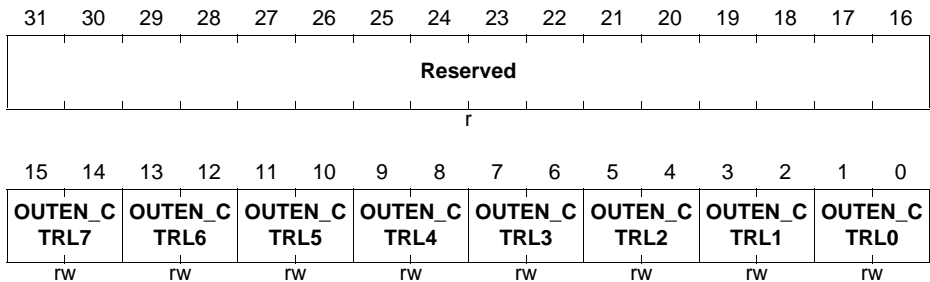 31 30 29 28 27 26 25 24 23 22 21 20 19 18 17 16
Reserved
r
15 14 13 12 11 10 9 8 7 6 5 4 3 2 1 0
OUTEN_C OUTEN_C OUTEN_C OUTEN_C OUTEN_C OUTEN_C OUTEN_C OUTEN_C
TRL7 TRL6 TRL5 TRL4 TRL3 TRL2 TRL1 TRL0
rw rw rw rw rw rw rw rw